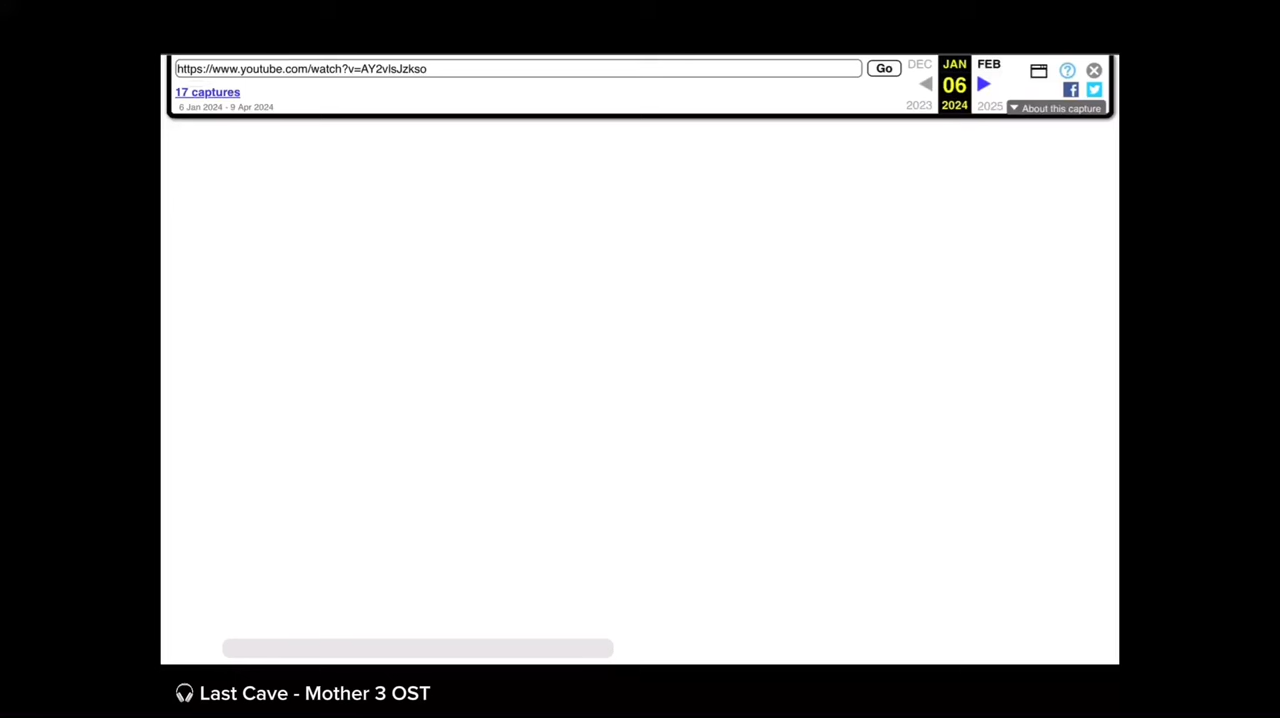 https://www.youtube.com/watch?v=AY2vlsJzkso
Go
DEC
JAN
FEB
17 captures
06
6 Jan 2024 - 9 Apr 2024
2023
2024
2025
About this capture
Last Cave - Mother 3 OST